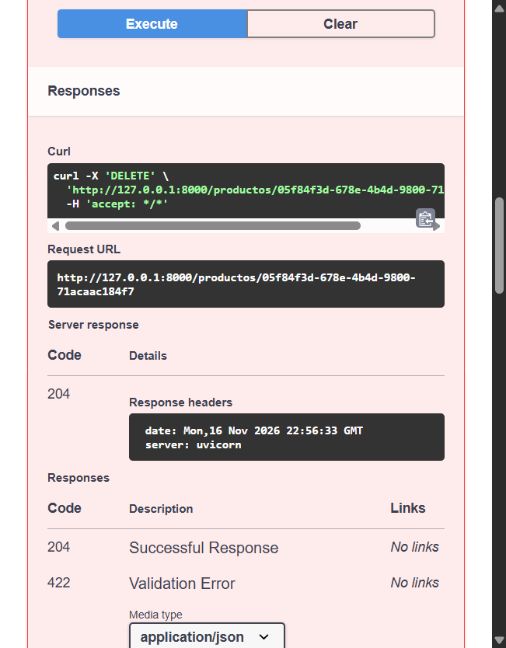 Execute
Clear
Responses
Curl
curl -X 'DELETE' \
'http://127.0.0.1:8000/productos/05f84f3d-678e-4b4d-9800-71
-H 'accept: */*'
Request URL
http://127.0.0.1:8000/productos/05f84f3d-678e-4b4d-9800-
71acaac184f7
Server response
Code Details
204
Response headers
date: Mon,16 Nov 2026 22:56:33 GMT
server: uvicorn
Responses
Code Description Links
204 Successful Response No links
422 Validation Error No links
Media type
application/json